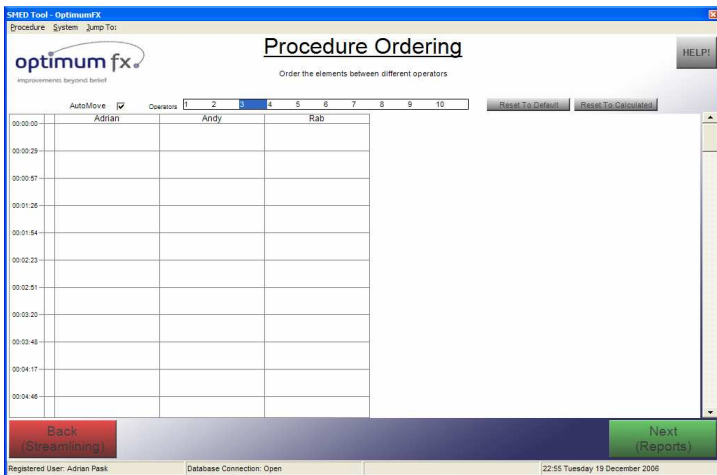 SMED Tool - OptimumFX
Procedure System Jump To:
optimum fx.
improvements beyond belief
Procedure Ordering
Order the elements between different operators
HELP!
AutoMove
Operators 1 2 3 4 5 6 7 8 9 10
Reset To Default
Reset To Calculated
Adrian Andy Rab
00:00:00
00:00:29
00:00:57
00:01:26
00:01:54
00:02:23
00:02:51
00:03:20
00:03:48
00:04:17
00:04:46
Back
(Streamlining)
Next
(Reports)
Registered User: Adrian Pask
Database Connection: Open
22:55 Tuesday 19 December 2006